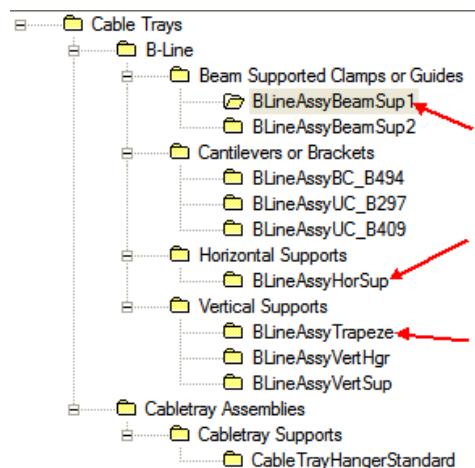 Cable Trays
B-Line
Beam Supported Clamps or Guides
BLineAssyBeamSup1
BLineAssyBeamSup2
Cantilevers or Brackets
BLineAssyBC_B494
BLineAssyUC_B297
BLineAssyUC_B409
Horizontal Supports
BLineAssyHorSup
Vertical Supports
BLineAssyTrapeze
BLineAssyVertHgr
BLineAssyVertSup
Cabletray Assemblies
Cabletray Supports
CableTrayHangerStandard